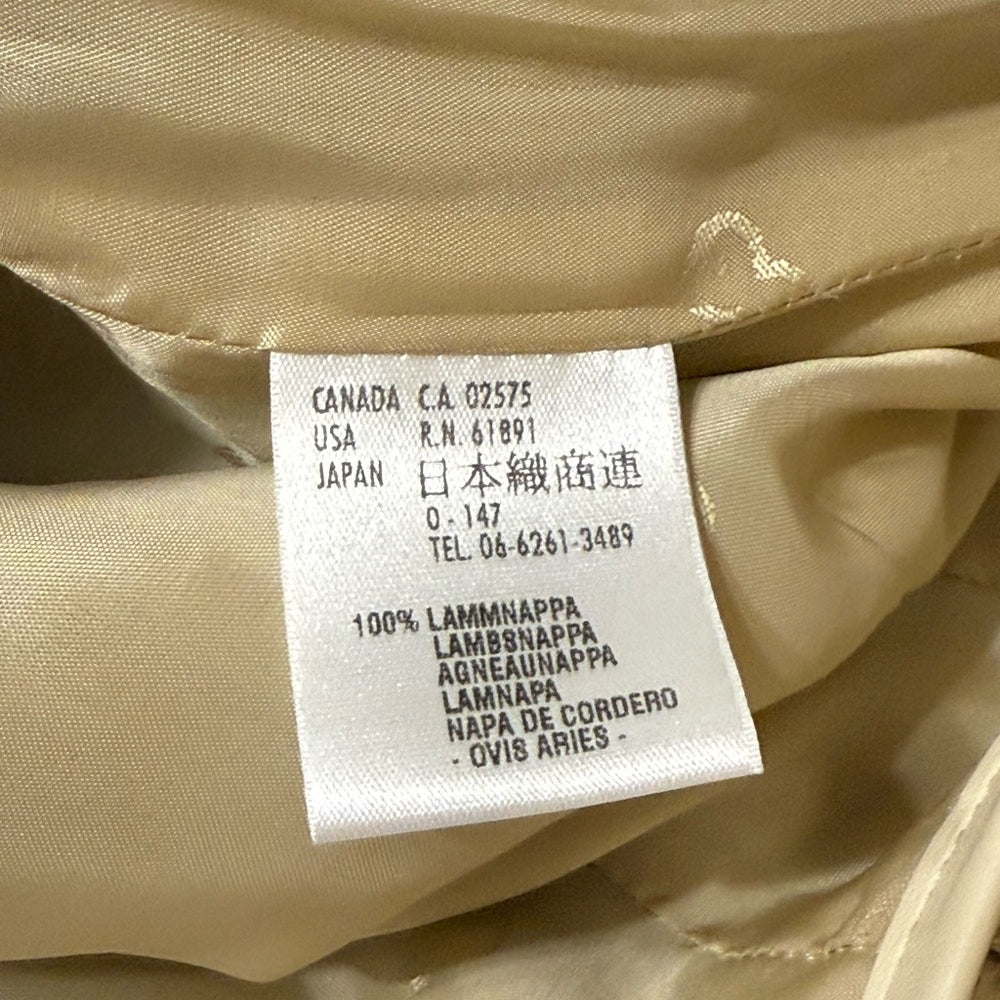 CANADA C.A. 02575
USA R.N. 61891
JAPAN 日本織商連
0-147
TEL. 06-6261-3489
100% LAMMNAPPA
LAMBSNAPPA
AGNEAUNAPPA
LAMNAPA
NAPA DE CORDERO
- OVIS ARIES -